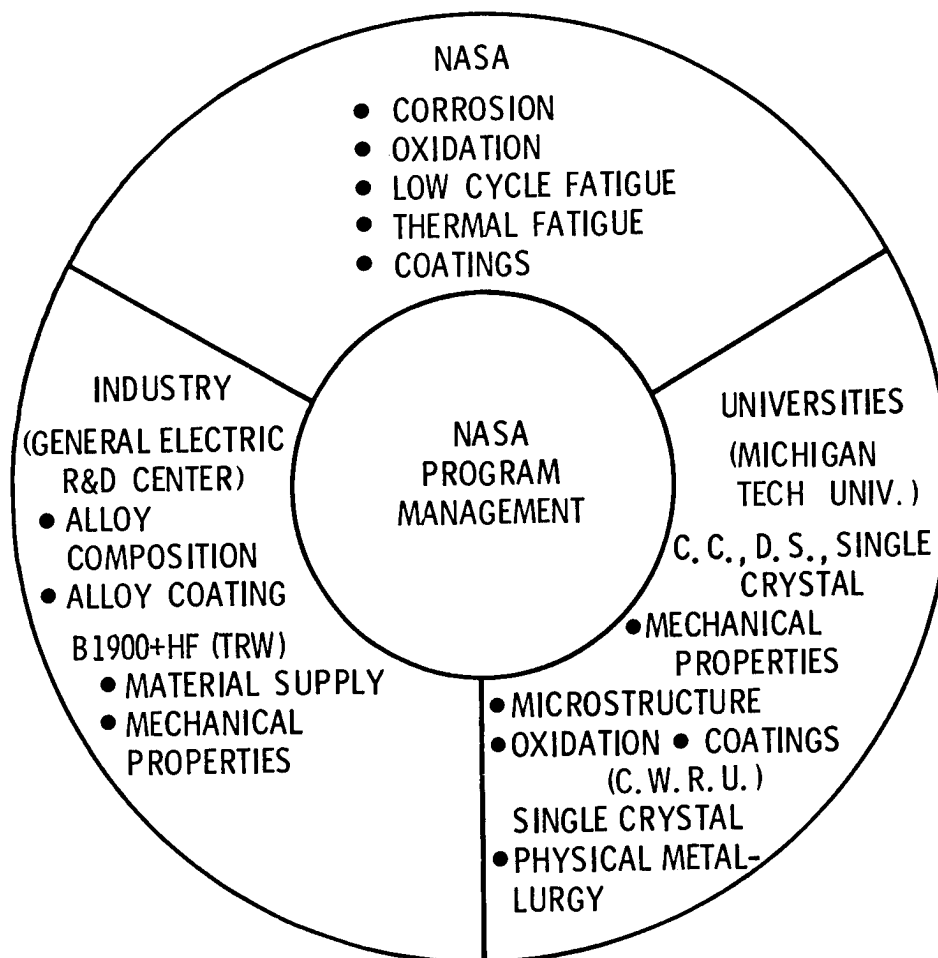 NASA
● CORROSION
● OXIDATION
● LOW CYCLE FATIGUE
● THERMAL FATIGUE
● COATINGS
INDUSTRY
(GENERAL ELECTRIC
R&D CENTER)
● ALLOY
COMPOSITION
● ALLOY COATING
B1900+HF (TRW)
● MATERIAL SUPPLY
● MECHANICAL
PROPERTIES
NASA
PROGRAM
MANAGEMENT
UNIVERSITIES
(MICHIGAN
TECH UNIV.)
C.C., D.S., SINGLE
CRYSTAL
● MECHANICAL
PROPERTIES
● MICROSTRUCTURE
● OXIDATION ● COATINGS
(C.W.R.U.)
SINGLE CRYSTAL
● PHYSICAL METAL-
LURGY